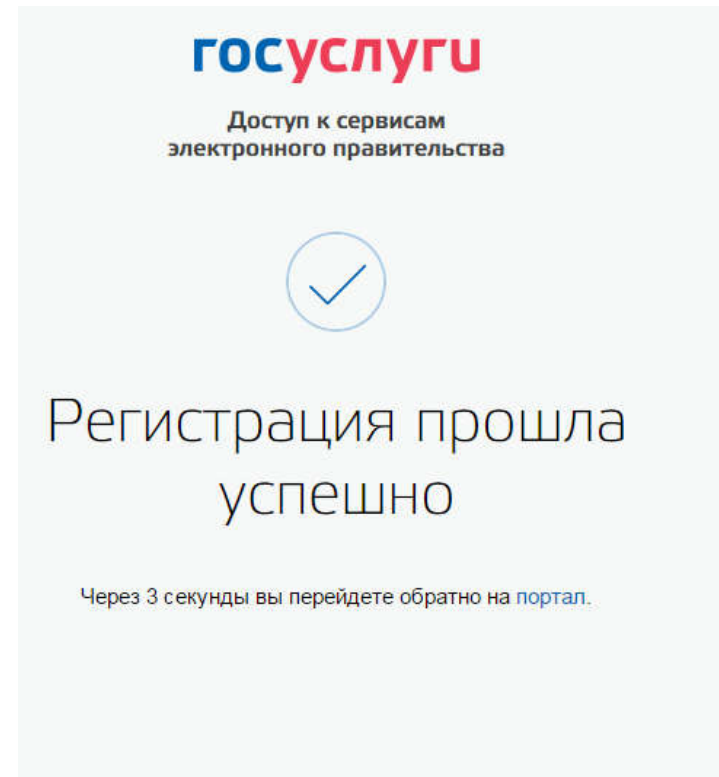 госуслуги
Доступ к сервисам
электронного правительства
Регистрация прошла
успешно
Через 3 секунды вы перейдете обратно на портал.